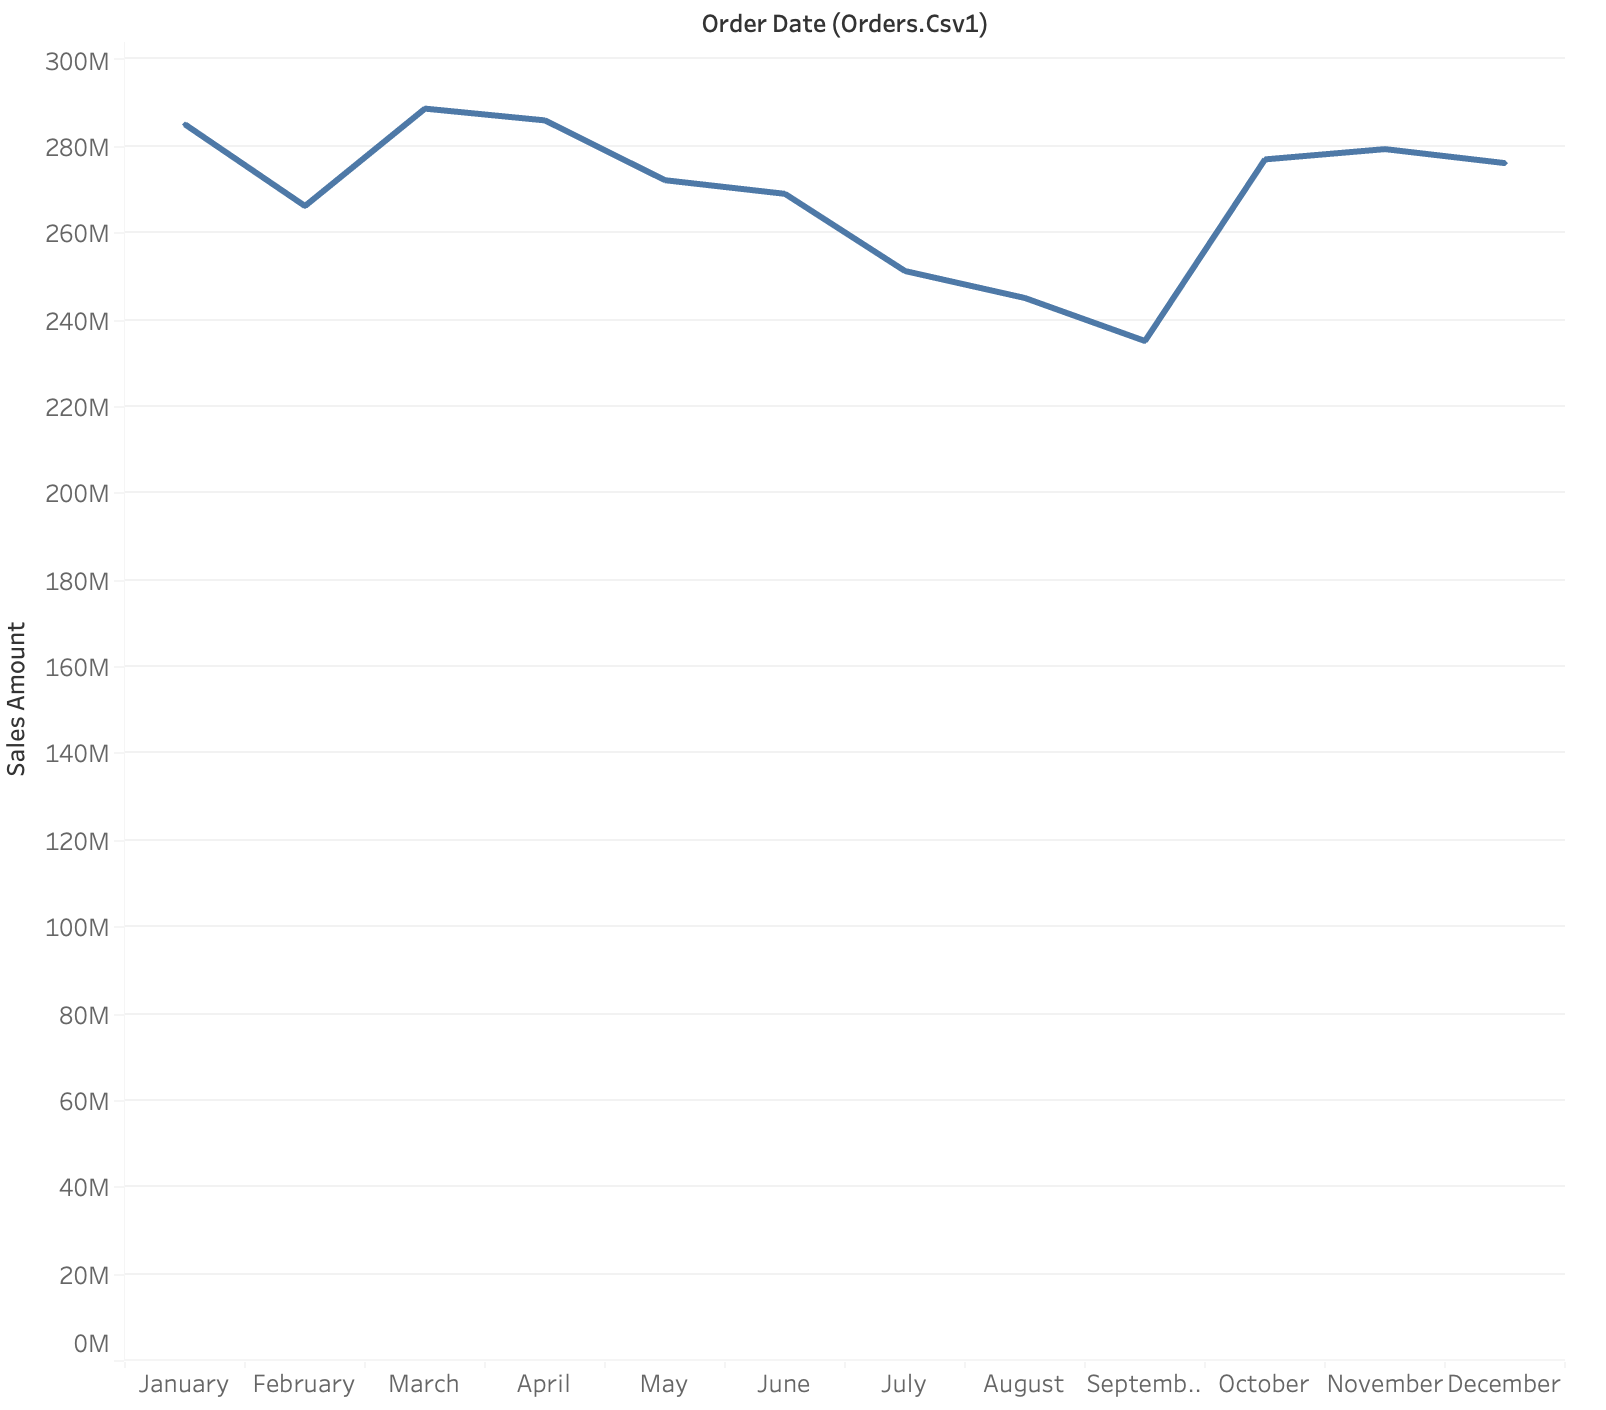 Order Date (Orders.Csv1)
300M
280M
260M
240M
220M
200M
180M
160M
140M
120M
100M
80M
60M
40M
20M
0M
Sales Amount
January February March April May June July August Septemb.. October November December